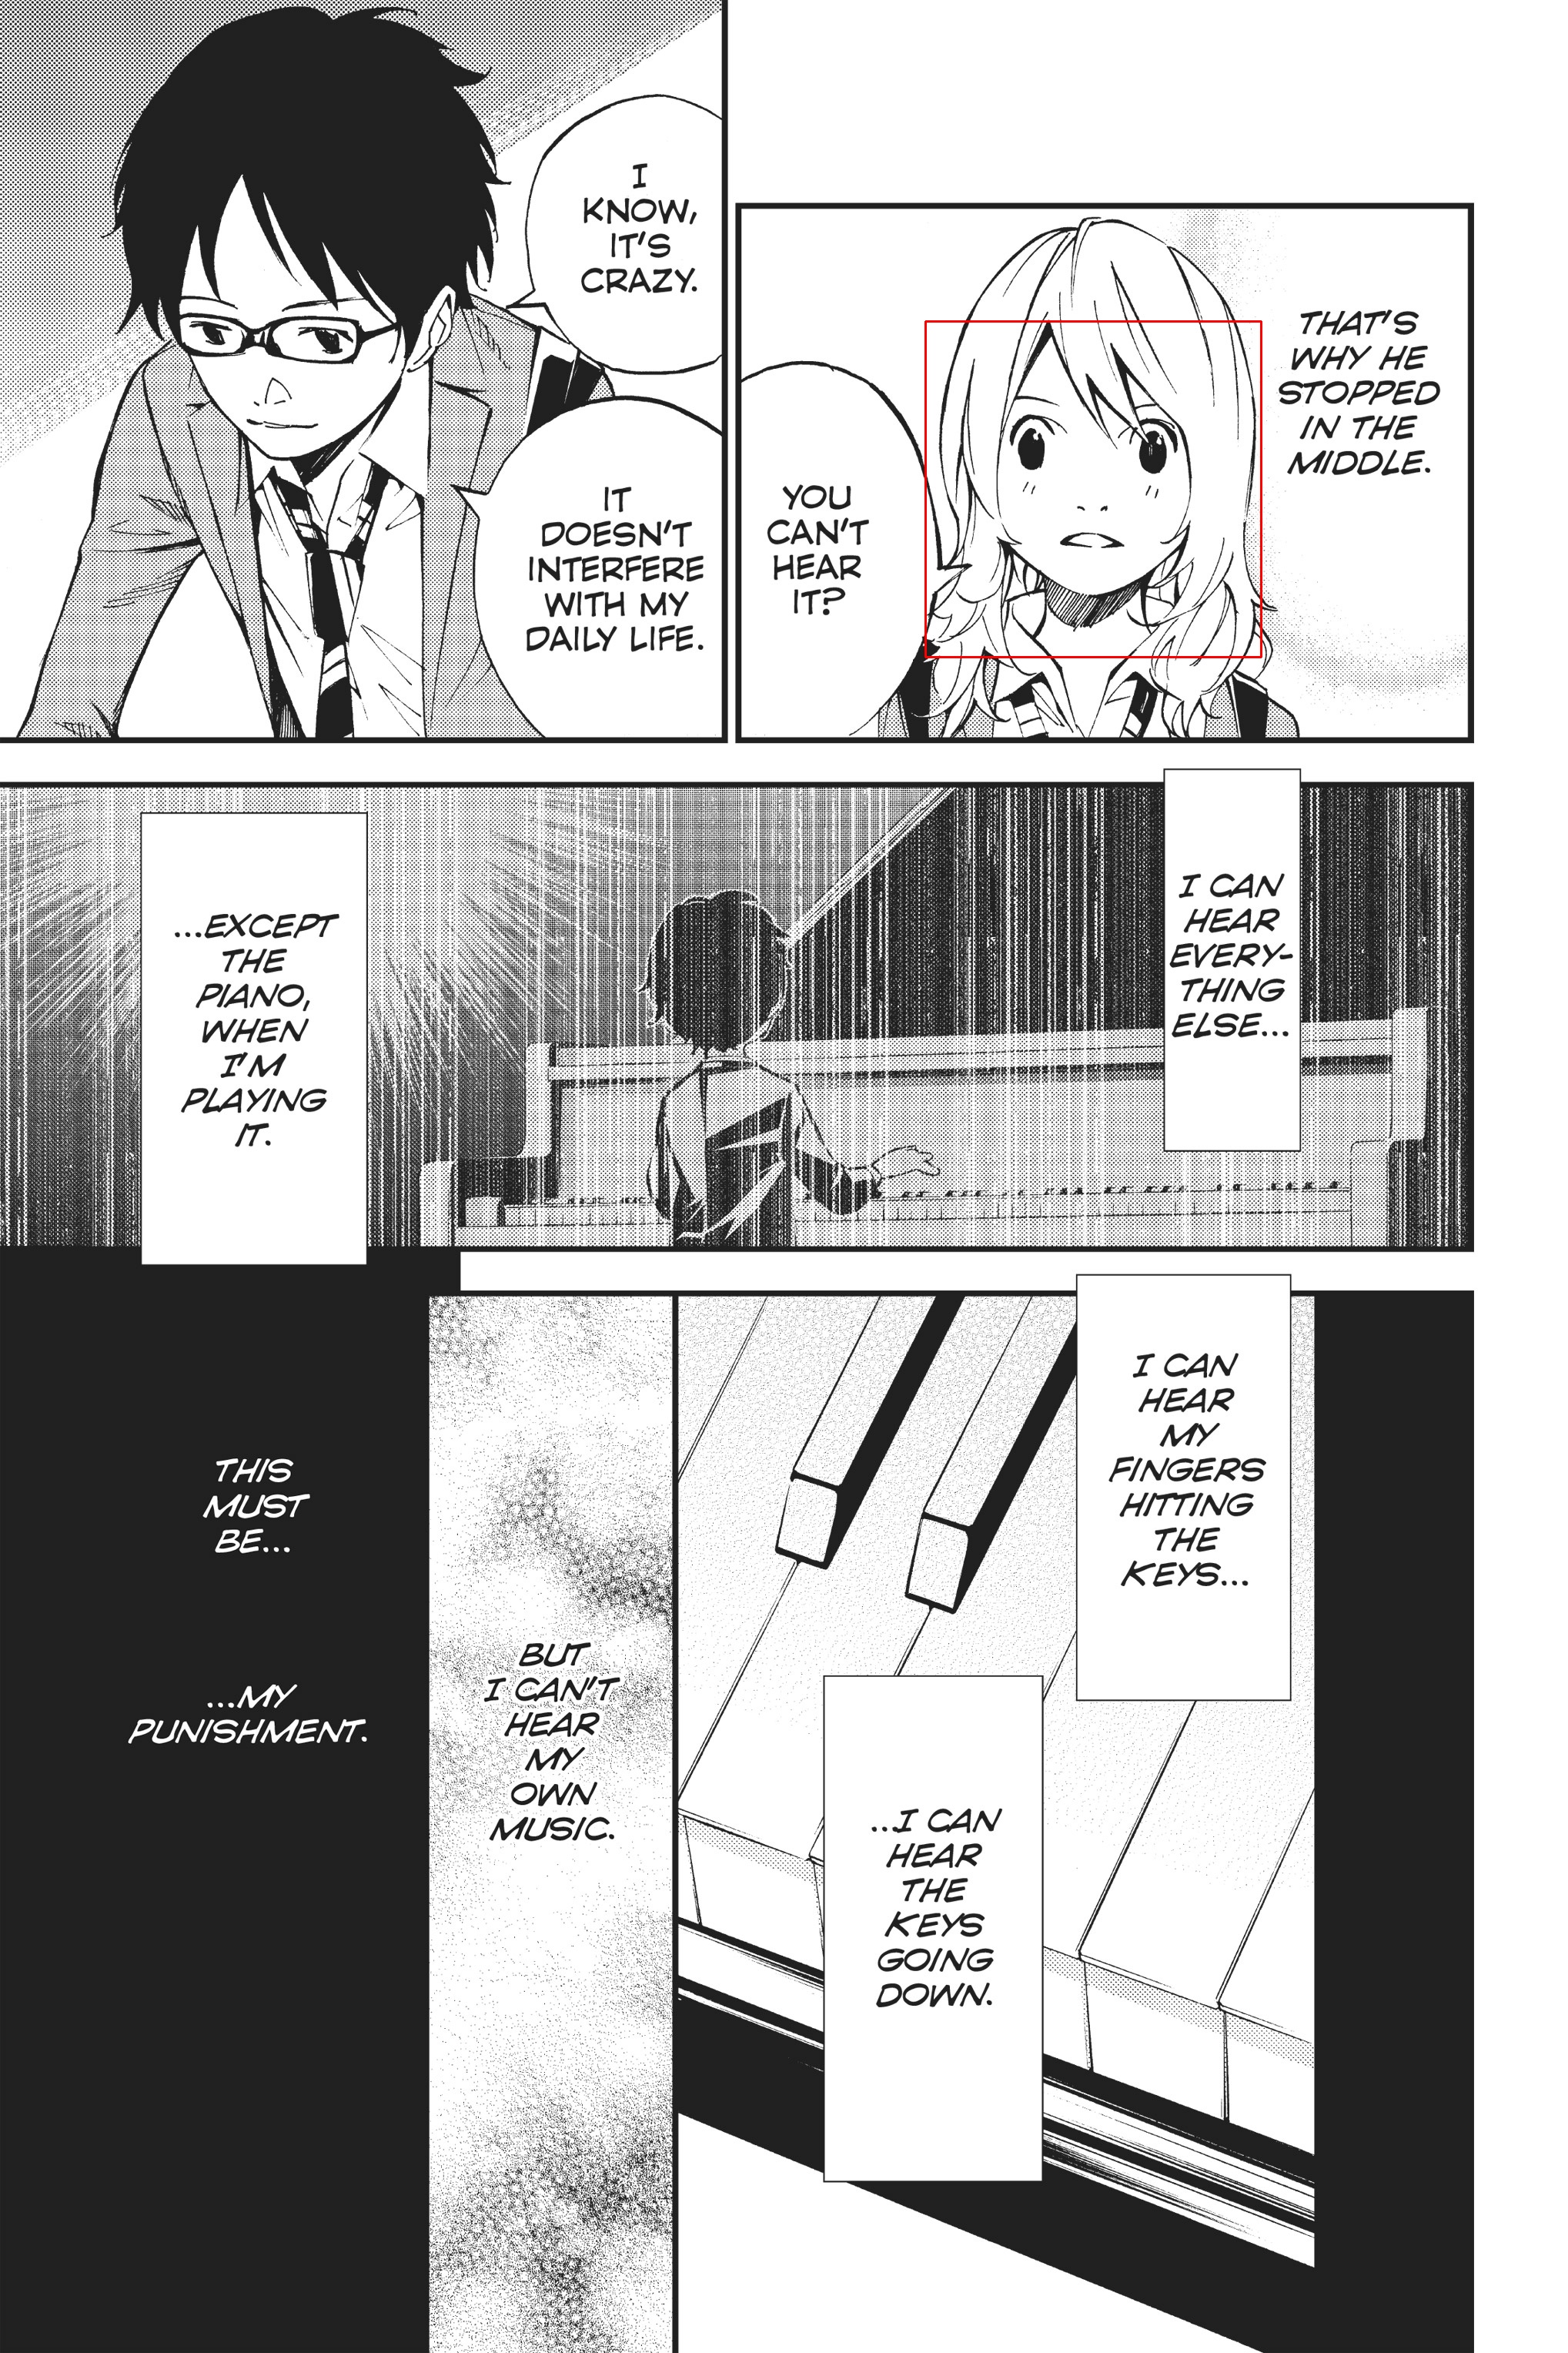 THAT'S
WHY HE
STOPPED
IN THE
MIDDLE.
YOU
CAN'T
HEAR
IT?
I
KNOW,
IT'S
CRAZY.
IT
DOESN'T
INTERFERE
WITH MY
DAILY LIFE.
I CAN
HEAR
EVERY-
THING
ELSE...
...EXCEPT
THE
PIANO,
WHEN
I'M
PLAYING
IT.
I CAN
HEAR
MY
FINGERS
HITTING
THE
KEYS...
...I CAN
HEAR
THE
KEYS
GOING
DOWN.
BUT
I CAN'T
HEAR
MY
OWN
MUSIC.
THIS
MUST
BE...
...MY
PUNISHMENT.